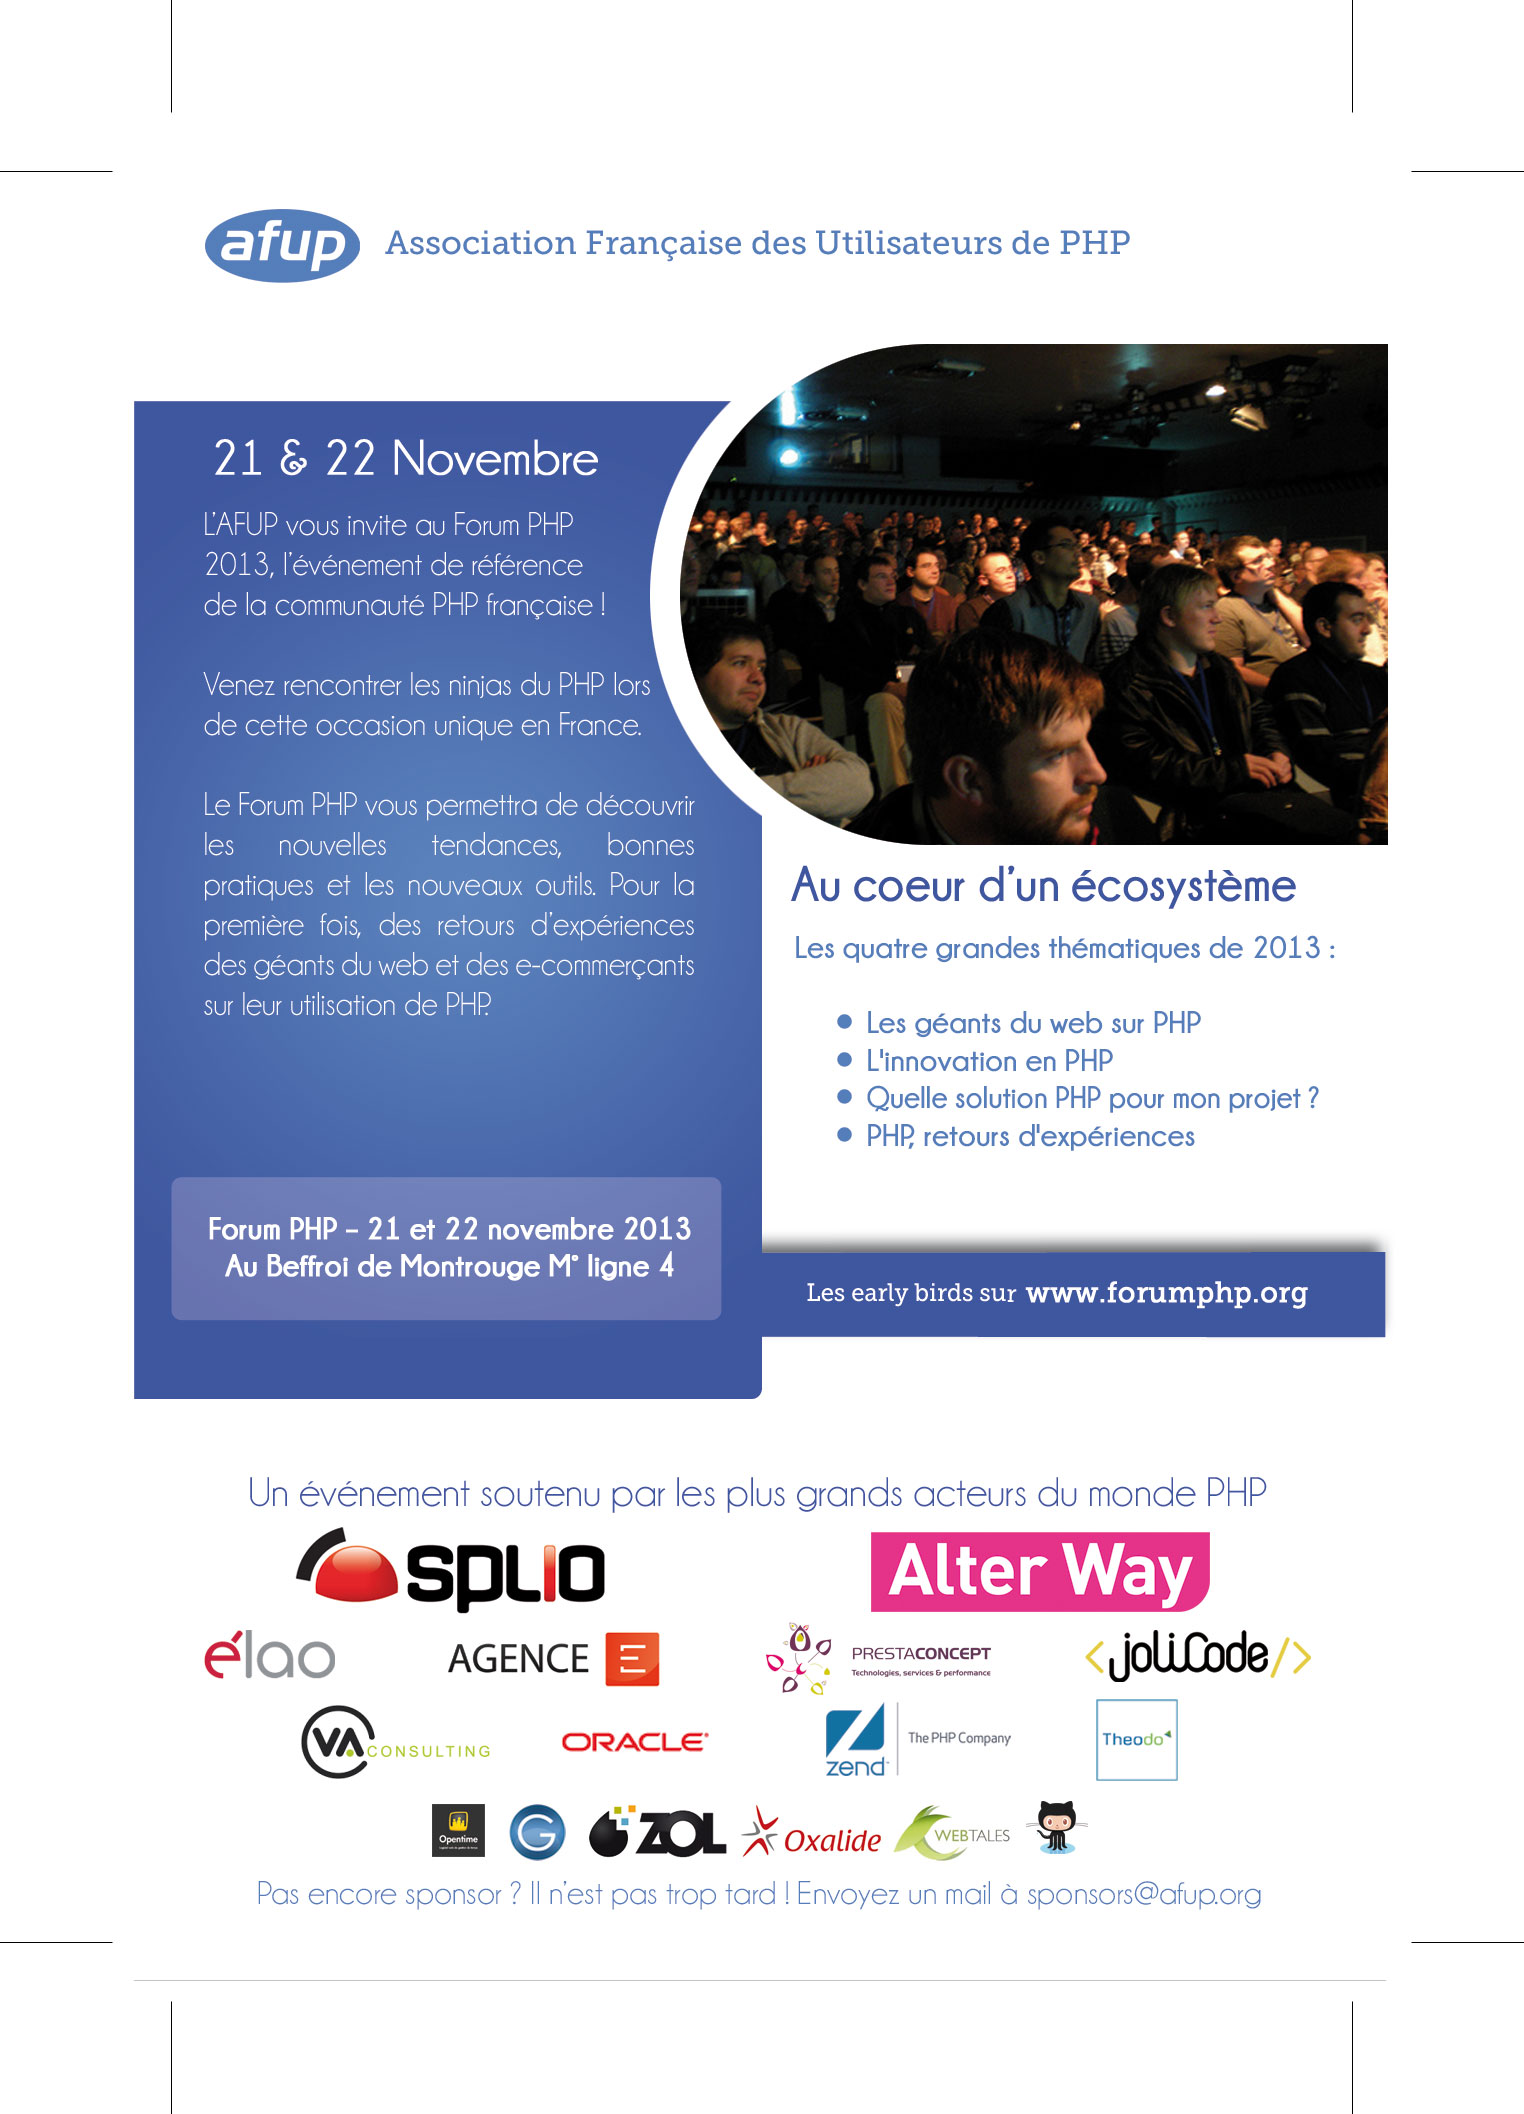 afup Association Française des Utilisateurs de PHP
21 & 22 Novembre
L’AFUP vous invite au Forum PHP
2013, l’événement de référence
de la communauté PHP française !
Venez rencontrer les ninjas du PHP lors
de cette occasion unique en France.
Le Forum PHP vous permettra de découvrir
les nouvelles tendances, bonnes
pratiques et les nouveaux outils. Pour la
première fois, des retours d’expériences
des géants du web et des e-commerçants
sur leur utilisation de PHP.
Forum PHP – 21 et 22 novembre 2013
Au Beffroi de Montrouge M° ligne 4
Au coeur d’un écosystème
Les quatre grandes thématiques de 2013 :
• Les géants du web sur PHP
• L'innovation en PHP
• Quelle solution PHP pour mon projet ?
• PHP, retours d'expériences
Les early birds sur www.forumphp.org
Un événement soutenu par les plus grands acteurs du monde PHP
SPLIO
Alter Way
élao
AGENCE E
PRESTACONCEPT
Technologies, services & performance
<joliCode/>
VA CONSULTING
ORACLE®
zend The PHP Company
Theodo
Opentime
G
ZOL
Oxalide
WEBTALES
Pas encore sponsor ? Il n’est pas trop tard ! Envoyez un mail à sponsors@afup.org